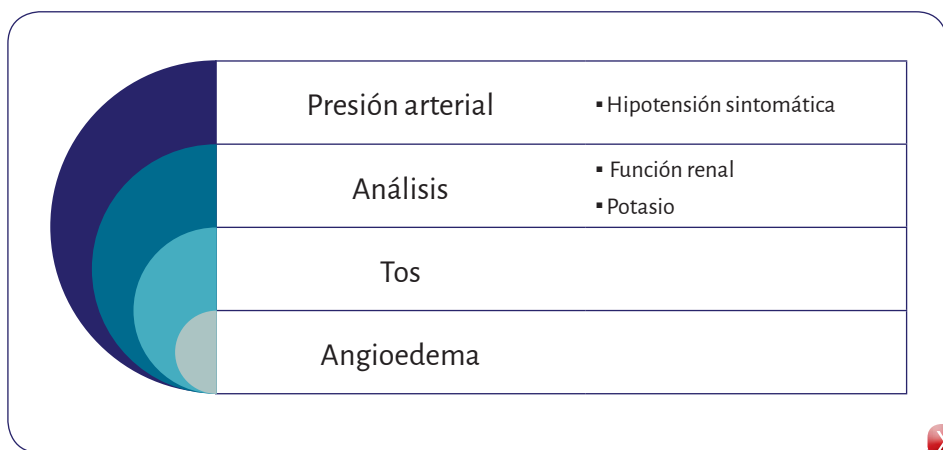 Presión arterial
▪ Hipotensión sintomática
Análisis
▪ Función renal
▪ Potasio
Tos
Angioedema